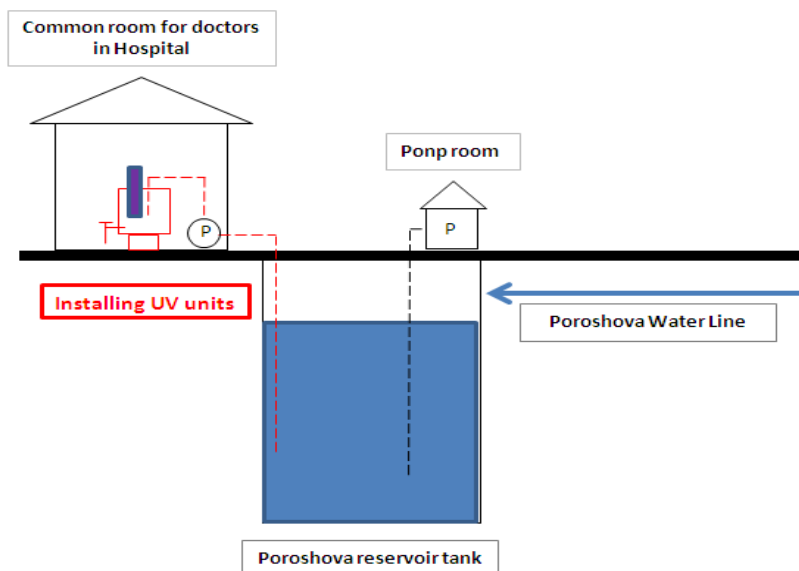 Common room for doctors
in Hospital
Ponp room
P
P
Installing UV units
Poroshova Water Line
Poroshova reservoir tank